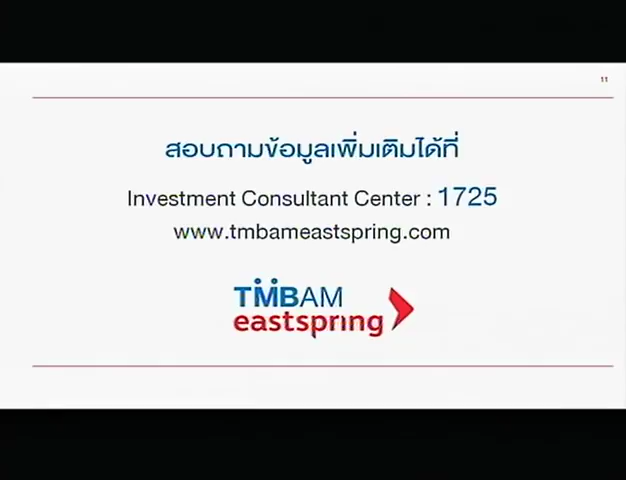 11
สอบถามข้อมูลเพิ่มเติมได้ที่
Investment Consultant Center : 1725
www.tmbameastspring.com
TMBAM
eastspring